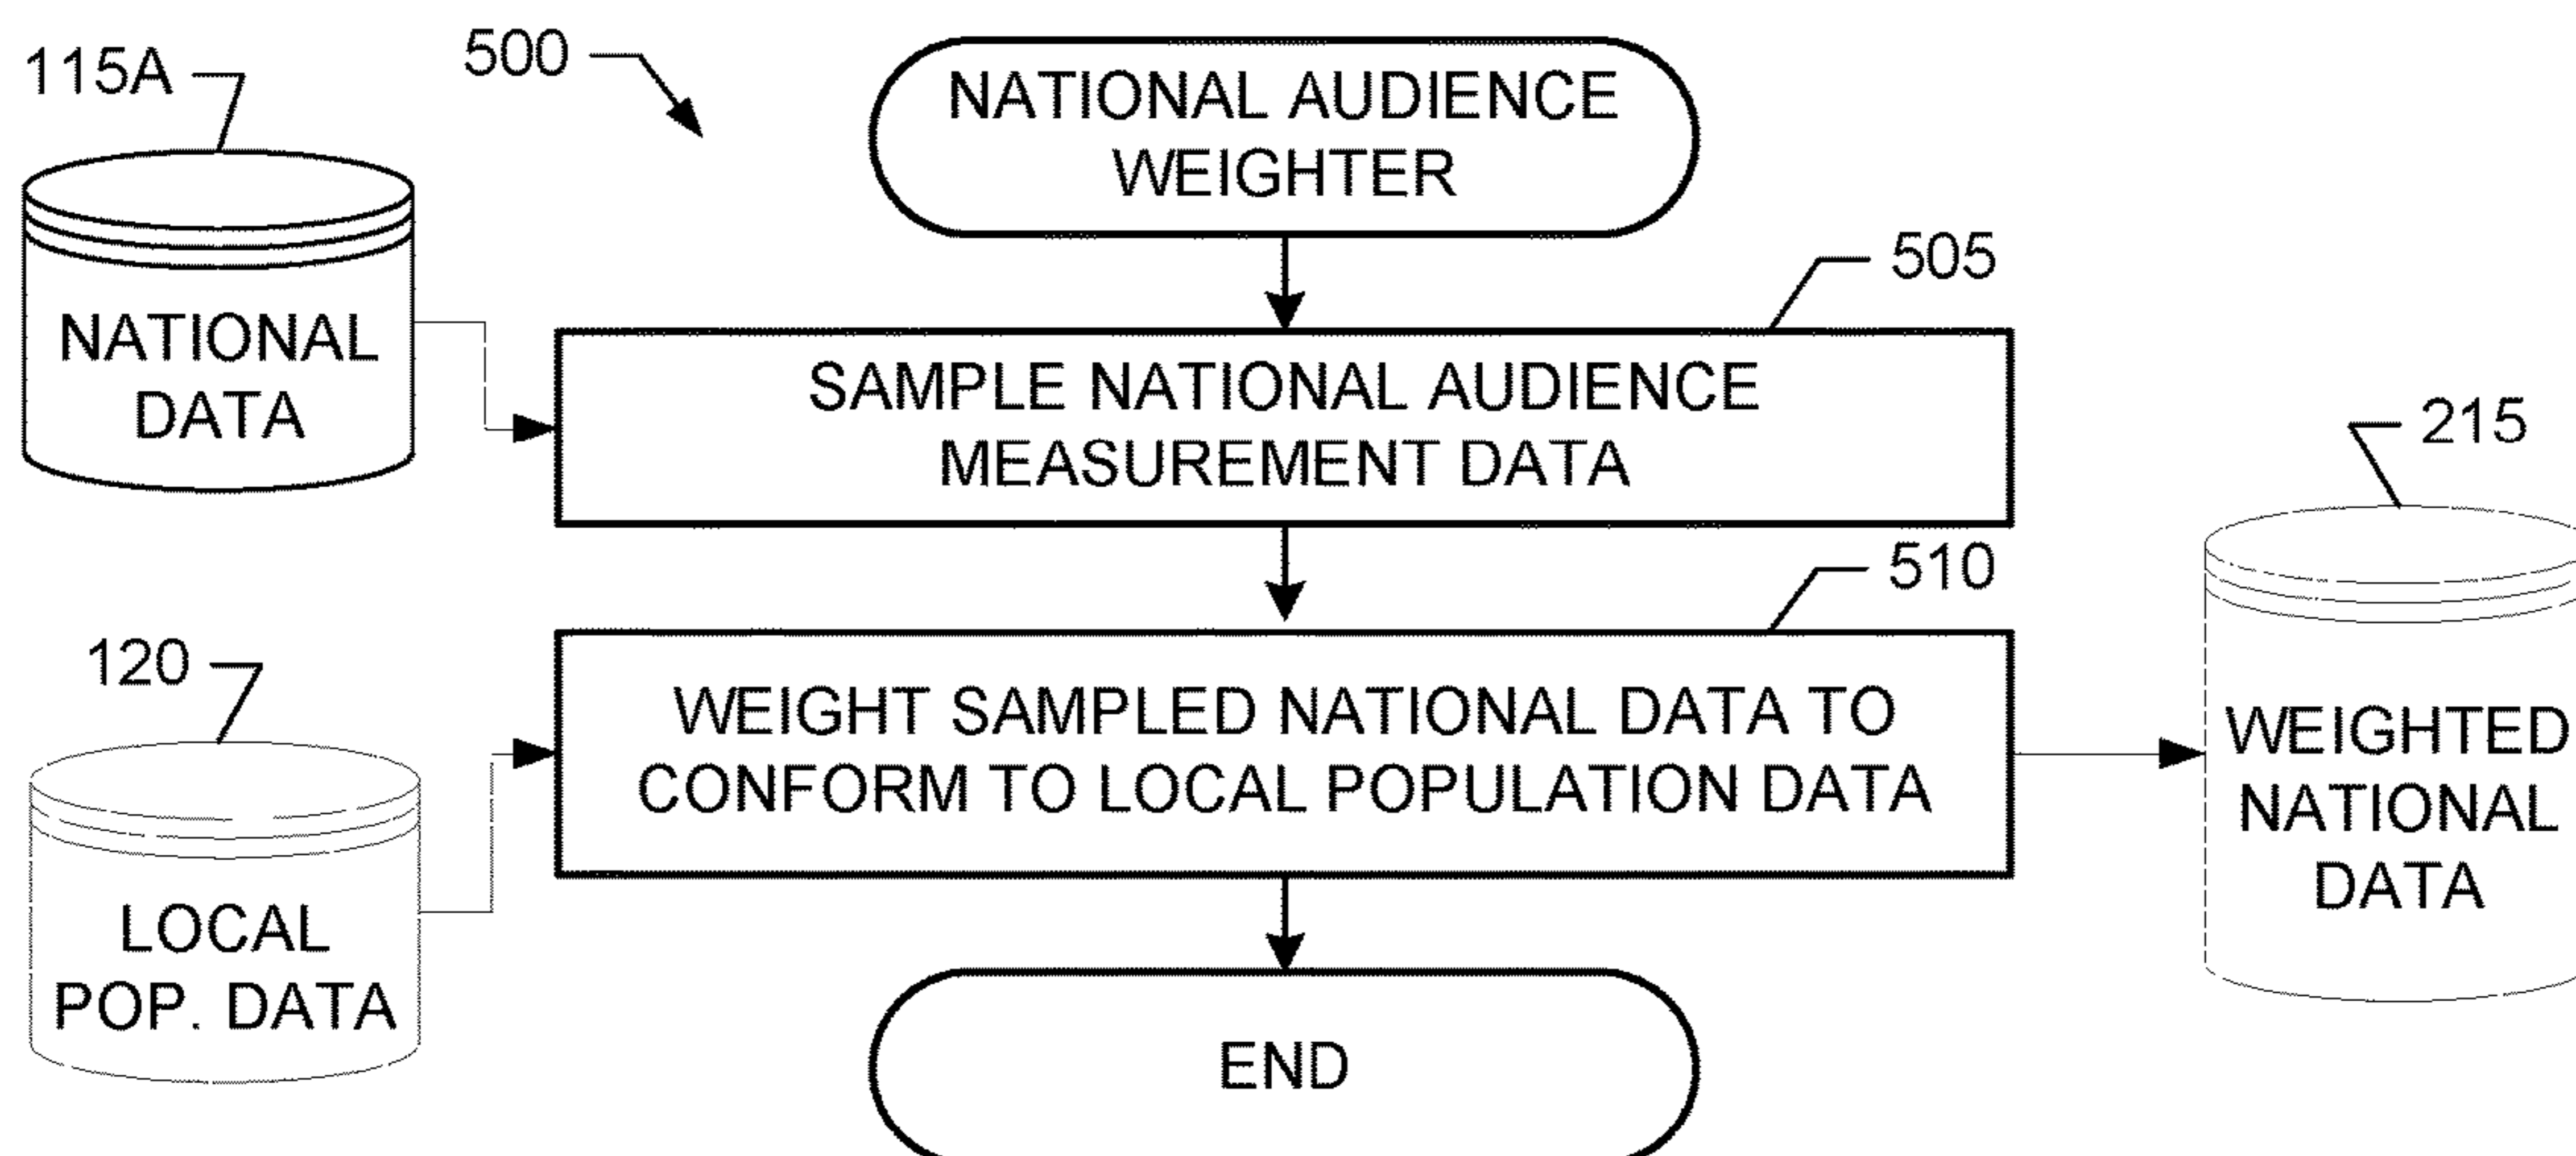 115A
500
NATIONAL AUDIENCE
WEIGHTER
505
NATIONAL
DATA
SAMPLE NATIONAL AUDIENCE
MEASUREMENT DATA
215
510
120
WEIGHT SAMPLED NATIONAL DATA TO
CONFORM TO LOCAL POPULATION DATA
WEIGHTED
NATIONAL
DATA
LOCAL
POP. DATA
END